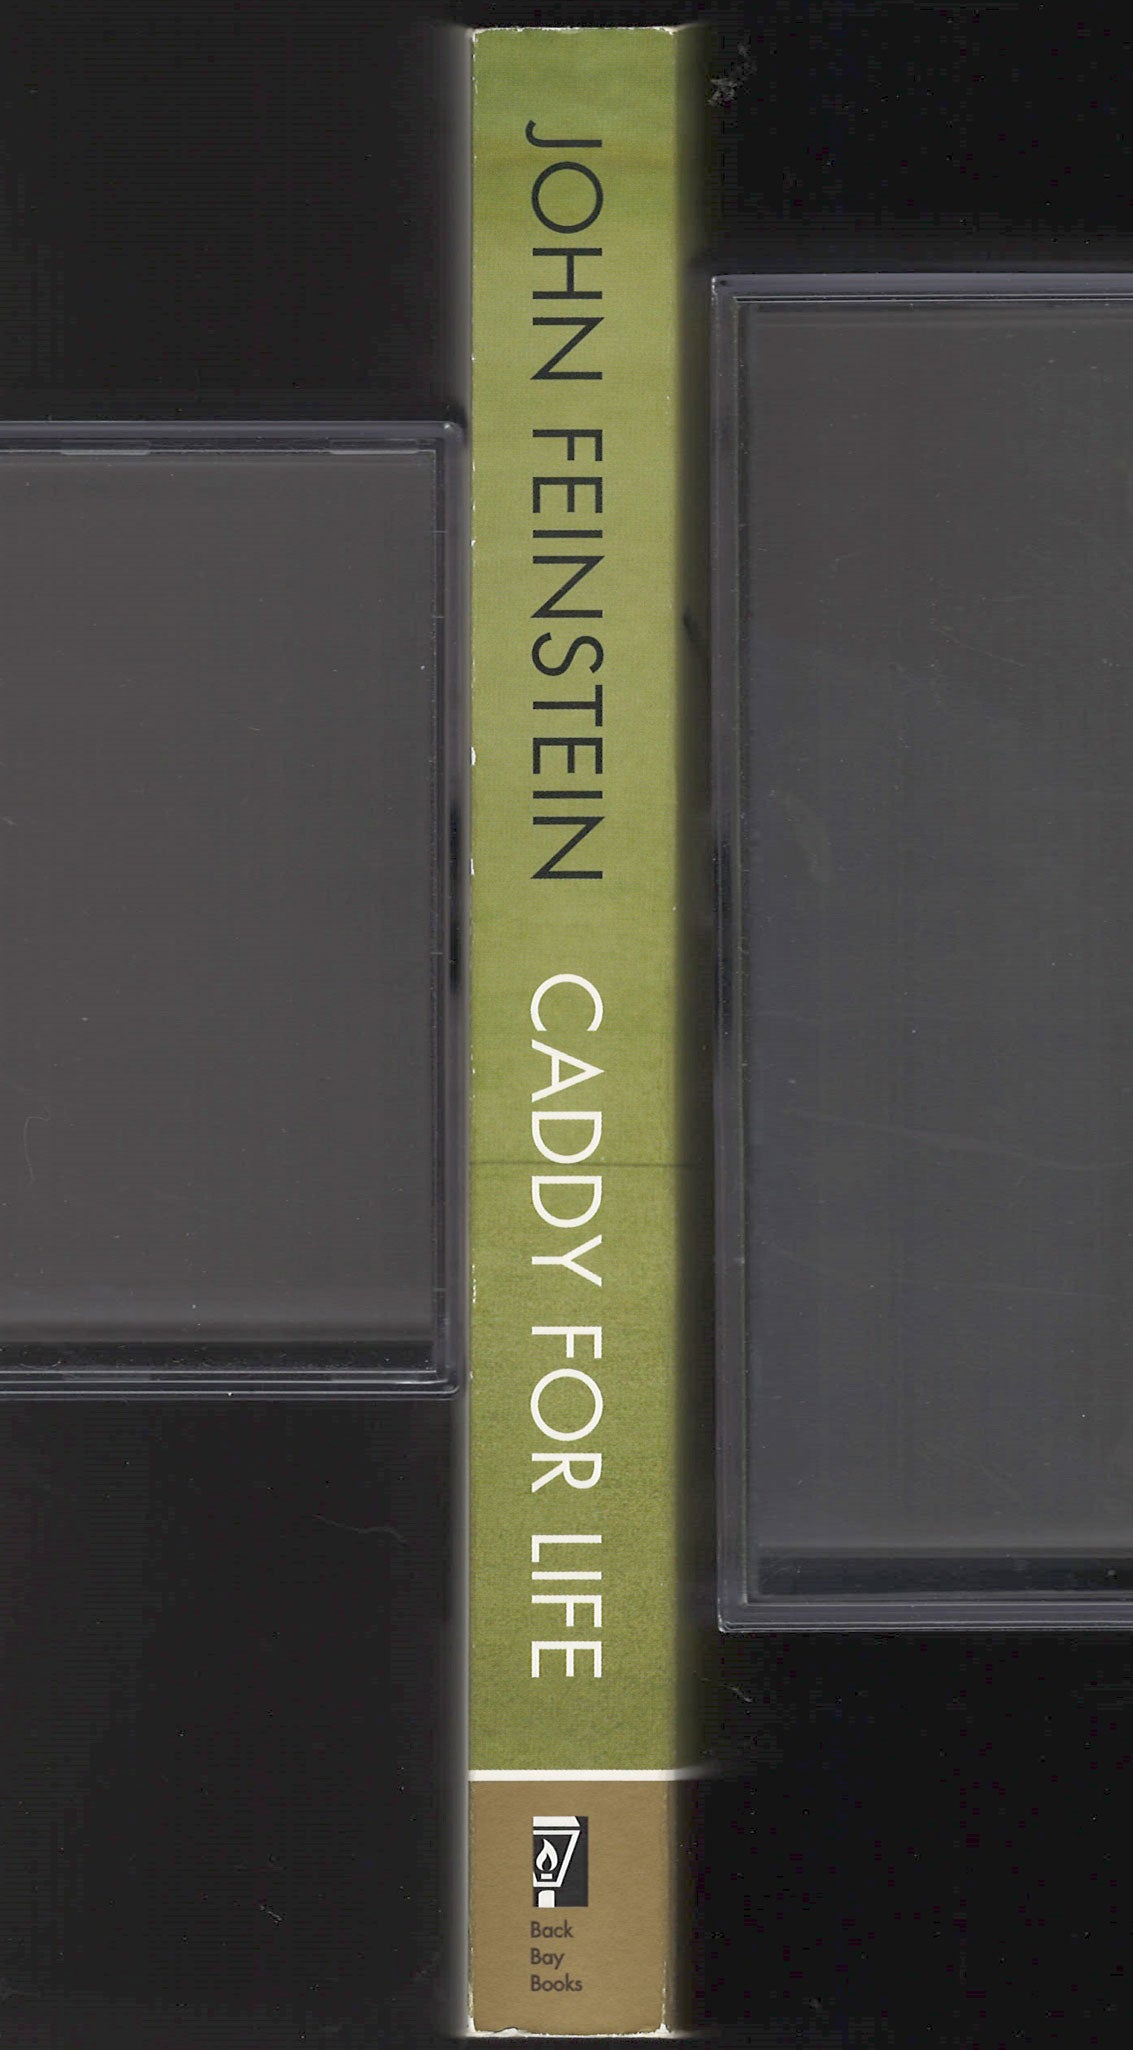 JOHN FEINSTEIN CADDY FOR LIFE
Back
Bay
Books